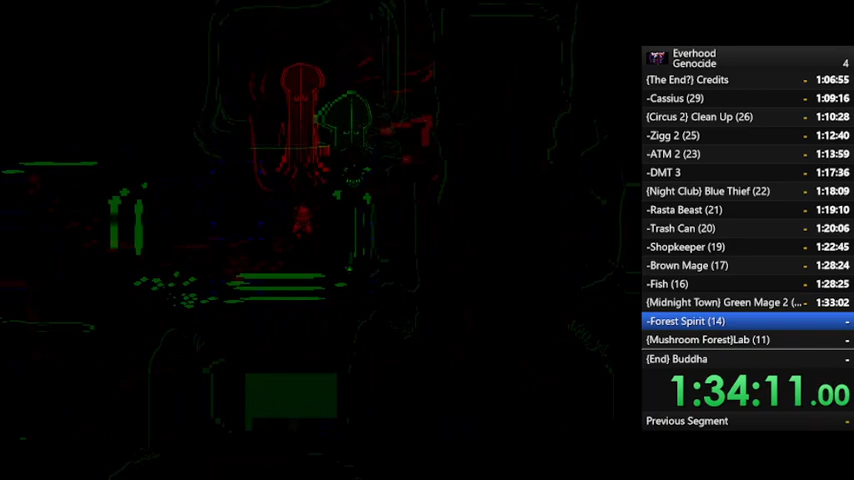 Everhood
Genocide 4
{The End?} Credits - 1:06:55
-Cassius (29) - 1:09:16
{Circus 2} Clean Up (26) - 1:10:28
-Zigg 2 (25) - 1:12:40
-ATM 2 (23) - 1:13:59
-DMT 3 - 1:17:36
{Night Club} Blue Thief (22) - 1:18:09
-Rasta Beast (21) - 1:19:10
-Trash Can (20) - 1:20:06
-Shopkeeper (19) - 1:22:45
-Brown Mage (17) - 1:28:24
-Fish (16) - 1:28:25
{Midnight Town} Green Mage 2 (... - 1:33:02
-Forest Spirit (14) -
{Mushroom Forest}Lab (11) -
{End} Buddha -
1:34:11.00
Previous Segment -